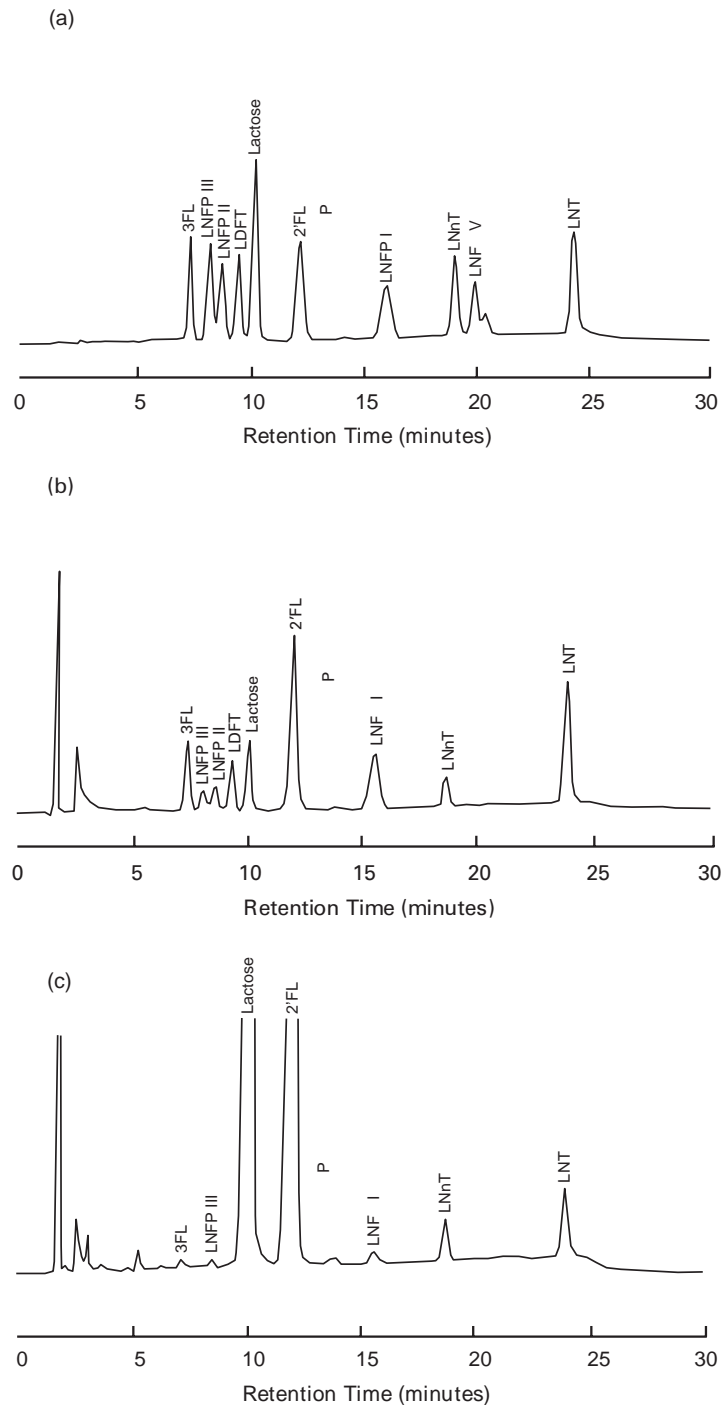 (a)
3FL
LNFP III
LNFP II
LDFT
Lactose
2'FL
P
LNFP I
LNnT
LNF V
LNT
0 5 10 15 20 25 30
Retention Time (minutes)
(b)
3FL
LNFP III
LNFP II
LDFT
Lactose
2'FL
P
LNF I
LNnT
LNT
0 5 10 15 20 25 30
Retention Time (minutes)
(c)
3FL
LNFP III
Lactose
2'FL
P
LNF I
LNnT
LNT
0 5 10 15 20 25 30
Retention Time (minutes)